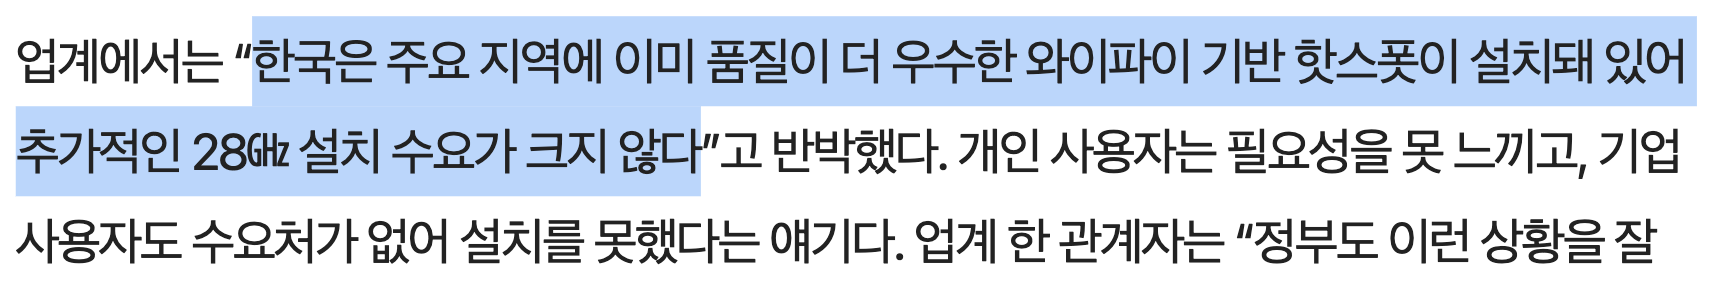 업계에서는 “한국은 주요 지역에 이미 품질이 더 우수한 와이파이 기반 핫스폿이 설치돼 있어
추가적인 28㎓ 설치 수요가 크지 않다”고 반박했다. 개인 사용자는 필요성을 못 느끼고, 기업
사용자도 수요처가 없어 설치를 못했다는 얘기다. 업계 한 관계자는 “정부도 이런 상황을 잘